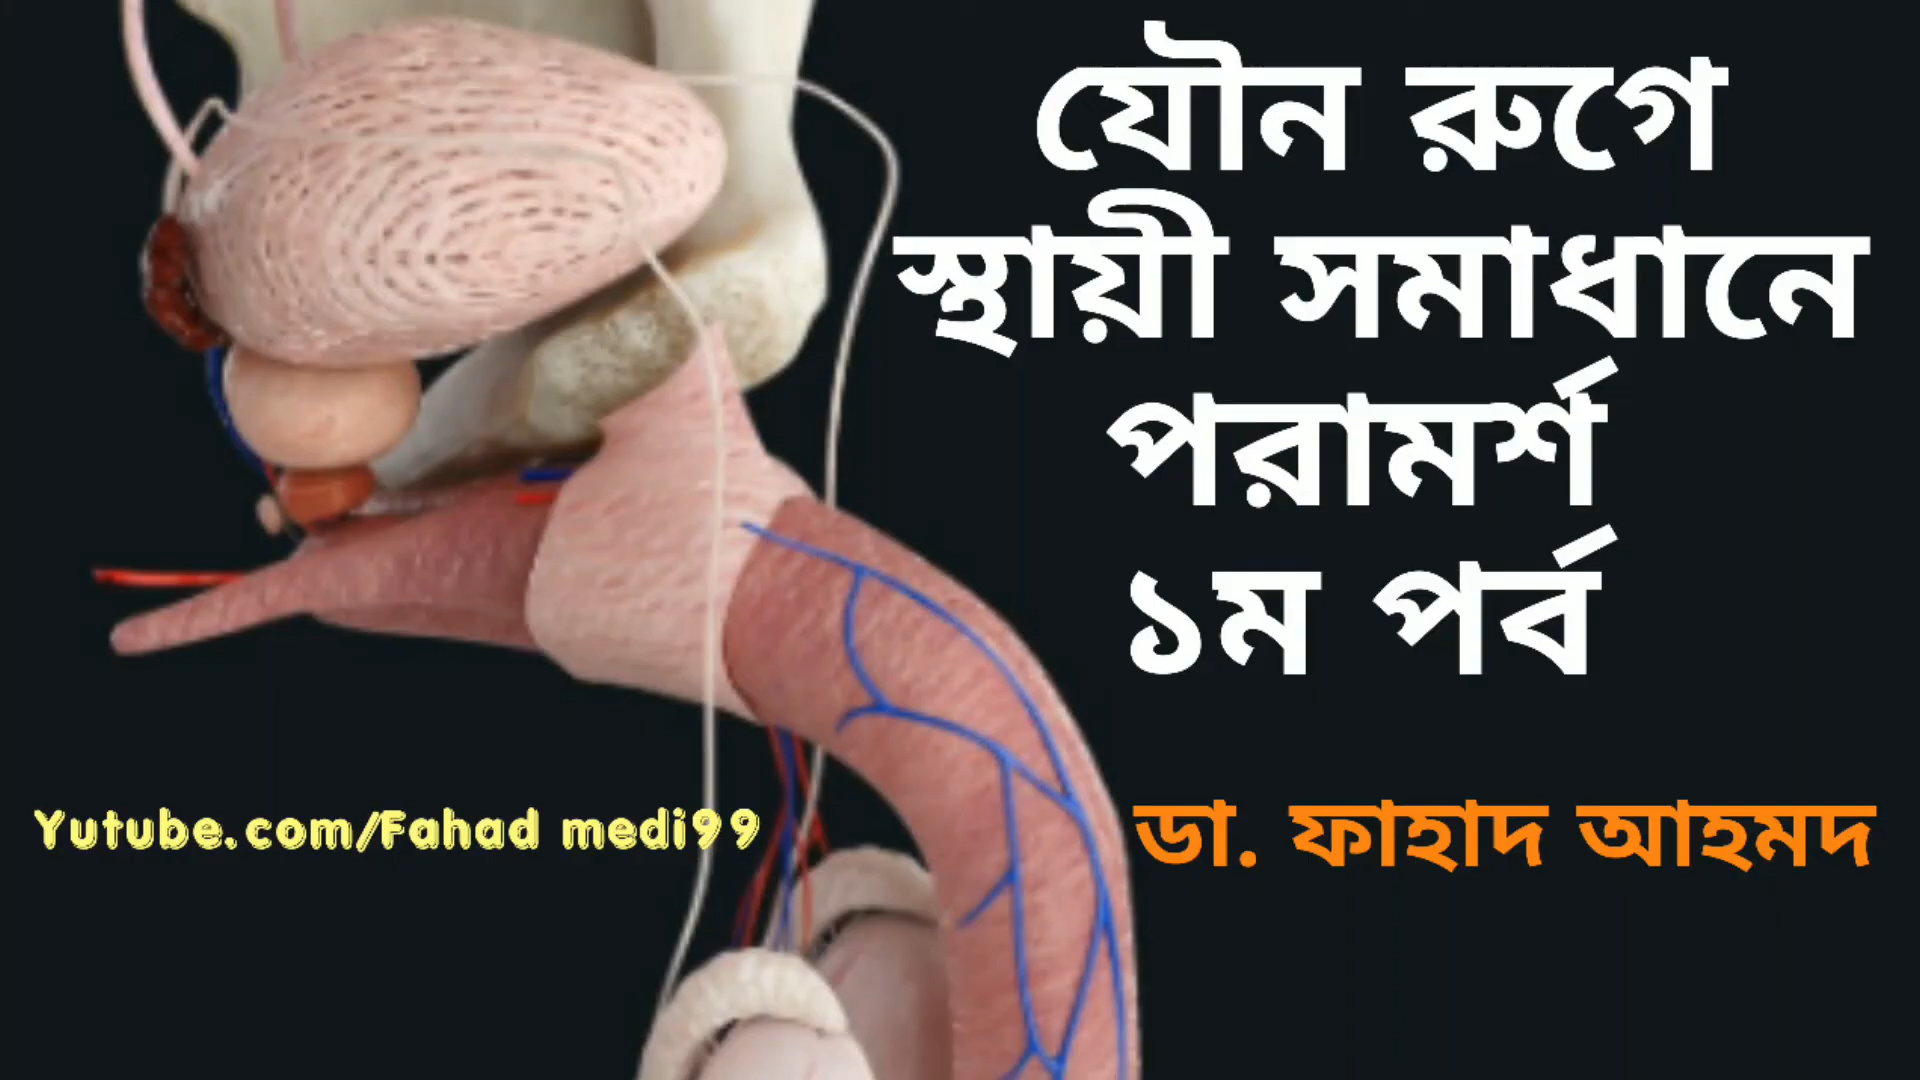 যৌন রুগে
স্থায়ী সমাধানে
পরামর্শ
১ম পর্ব
Yutube.com/Fahad medi99
ডা. ফাহাদ আহমদ